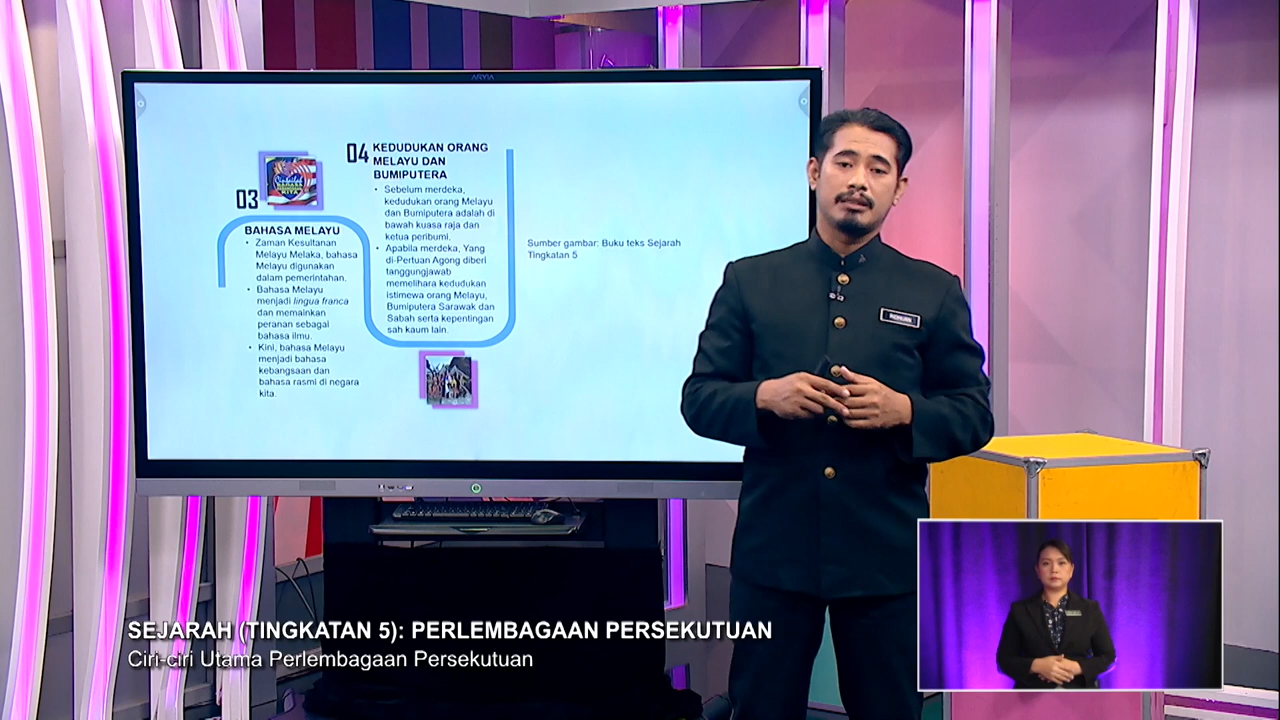 03
BAHASA MELAYU
• Zaman Kesultanan
Melayu Melaka, bahasa
Melayu digunakan
dalam pemerintahan.
• Bahasa Melayu
menjadi lingua franca
dan memainkan
peranan sebagai
bahasa ilmu.
• Kini, bahasa Melayu
menjadi bahasa
kebangsaan dan
bahasa rasmi di negara
kita.
04
KEDUDUKAN ORANG
MELAYU DAN
BUMIPUTERA
• Sebelum merdeka,
kedudukan orang Melayu
dan Bumiputera adalah di
bawah kuasa raja dan
ketua peribumi.
• Apabila merdeka, Yang
di-Pertuan Agong diberi
tanggungjawab
memelihara kedudukan
istimewa orang Melayu,
Bumiputera Sarawak dan
Sabah serta kepentingan
sah kaum lain.
Sumber gambar: Buku teks Sejarah
Tingkatan 5
SEJARAH (TINGKATAN 5): PERLEMBAGAAN PERSEKUTUAN
Ciri-ciri Utama Perlembagaan Persekutuan